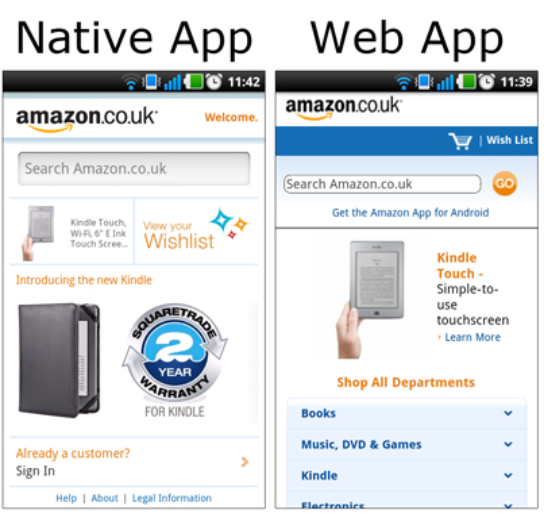 Native App
11:42
amazon.co.uk
Welcome.
Search Amazon.co.uk
Kindle Touch,
Wi-Fi, 6" E Ink
Touch Scree...
View your
Wishlist
Introducing the new Kindle
SQUARETRADE
2
YEAR
WARRANTY
FOR KINDLE
Already a customer?
Sign In
Help | About | Legal Information
Web App
11:39
amazon.co.uk
| Wish List
Search Amazon.co.uk
GO
Get the Amazon App for Android
Kindle
Touch -
Simple-to-
use
touchscreen
› Learn More
Shop All Departments
Books
Music, DVD & Games
Kindle
Electronics